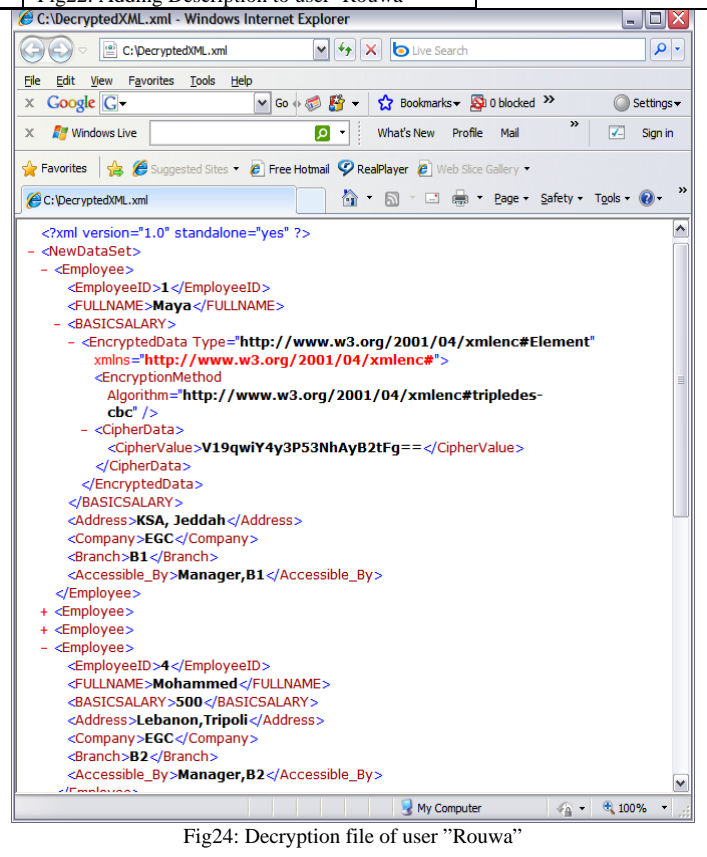 Fig22: Adding Description to user "Rouwa"
C:\DecryptedXML.xml - Windows Internet Explorer
C:\DecryptedXML.xml Live Search
File Edit View Favorites Tools Help
x Google G Go Bookmarks 0 blocked » Settings
x Windows Live What's New Profile Mail » Sign in
Favorites Suggested Sites Free Hotmail RealPlayer Web Slice Gallery
C:\DecryptedXML.xml Page Safety Tools »
<?xml version="1.0" standalone="yes" ?>
- <NewDataSet>
- <Employee>
<EmployeeID>1</EmployeeID>
<FULLNAME>Maya</FULLNAME>
- <BASICSALARY>
- <EncryptedData Type="http://www.w3.org/2001/04/xmlenc#Element"
xmlns="http://www.w3.org/2001/04/xmlenc#">
<EncryptionMethod
Algorithm="http://www.w3.org/2001/04/xmlenc#tripledes-
cbc" />
- <CipherData>
<CipherValue>V19qwiY4y3P53NhAyB2tFg==</CipherValue>
</CipherData>
</EncryptedData>
</BASICSALARY>
<Address>KSA, Jeddah</Address>
<Company>EGC</Company>
<Branch>B1</Branch>
<Accessible_By>Manager,B1</Accessible_By>
</Employee>
+ <Employee>
+ <Employee>
- <Employee>
<EmployeeID>4</EmployeeID>
<FULLNAME>Mohammed</FULLNAME>
<BASICSALARY>500</BASICSALARY>
<Address>Lebanon,Tripoli</Address>
<Company>EGC</Company>
<Branch>B2</Branch>
<Accessible_By>Manager,B2</Accessible_By>
</Employee>
My Computer 100%
Fig24: Decryption file of user ”Rouwa”